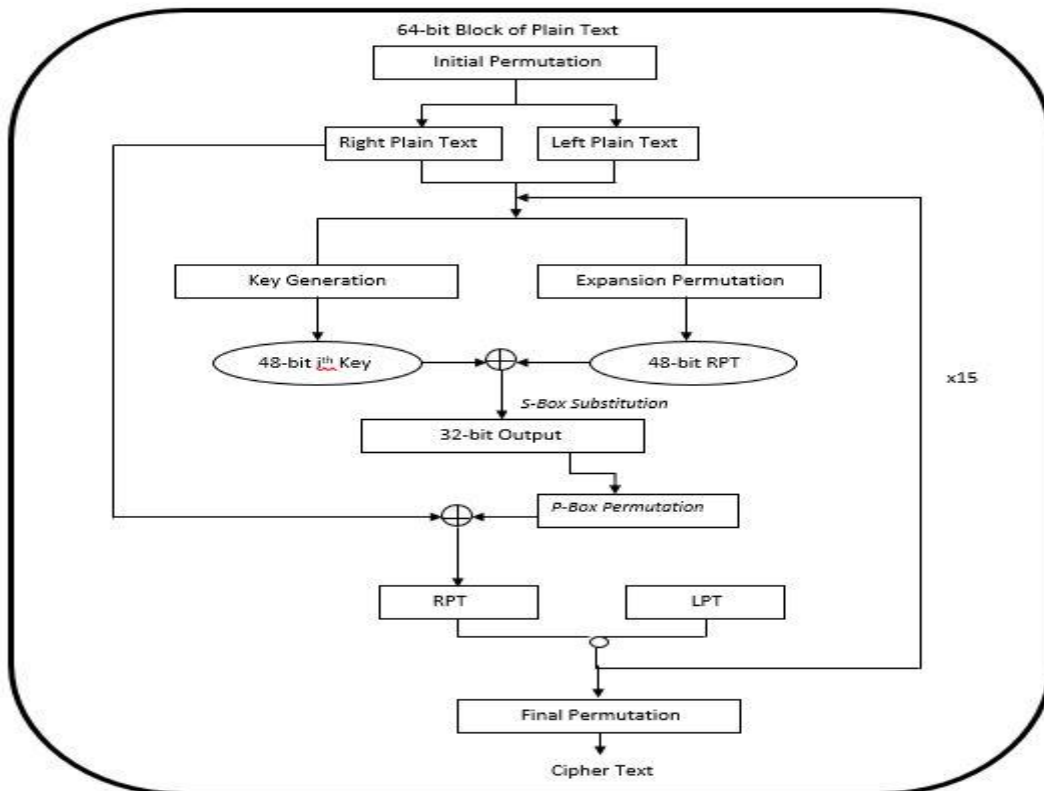 64-bit Block of Plain Text
Initial Permutation
Right Plain Text
Left Plain Text
Key Generation
Expansion Permutation
48-bit iᵗʰ Key
48-bit RPT
x15
S-Box Substitution
32-bit Output
P-Box Permutation
RPT
LPT
Final Permutation
Cipher Text